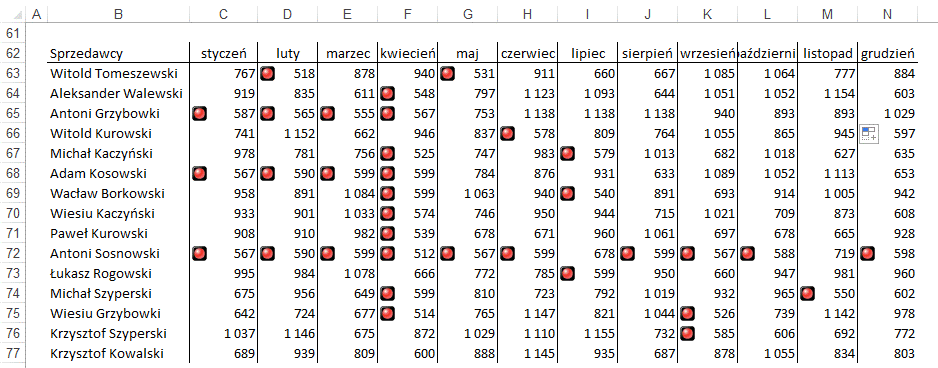 A B C D E F G H I J K L M N
61
62 Sprzedawcy styczeń luty marzec kwiecień maj czerwiec lipiec sierpień wrzesień aździerni listopad grudzień
63 Witold Tomeszewski 767 518 878 940 531 911 660 667 1 085 1 064 777 884
64 Aleksander Walewski 919 835 611 548 797 1 123 1 093 644 1 051 1 052 1 154 603
65 Antoni Grzybowki 587 565 555 567 753 1 138 1 138 1 138 940 893 893 1 029
66 Witold Kurowski 741 1 152 662 946 837 578 809 764 1 055 865 945 597
67 Michał Kaczyński 978 781 756 525 747 983 579 1 013 682 1 018 627 635
68 Adam Kosowski 567 590 599 599 784 876 931 633 1 089 1 052 1 113 653
69 Wacław Borkowski 958 891 1 084 599 1 063 940 540 891 693 914 1 005 942
70 Wiesiu Kaczyński 933 901 1 033 574 746 950 944 715 1 021 709 873 608
71 Paweł Kurowski 908 910 982 539 678 671 960 1 061 697 678 665 928
72 Antoni Sosnowski 567 590 599 512 567 599 678 599 567 588 719 598
73 Łukasz Rogowski 995 984 1 078 666 772 785 599 950 660 947 981 960
74 Michał Szyperski 675 956 649 599 810 723 792 1 019 932 965 550 602
75 Wiesiu Grzybowki 642 724 677 514 765 1 147 821 1 044 526 739 1 142 978
76 Krzysztof Szyperski 1 037 1 146 675 872 1 029 1 110 1 155 732 585 606 692 772
77 Krzysztof Kowalski 689 939 809 600 888 1 145 935 687 878 1 055 834 803